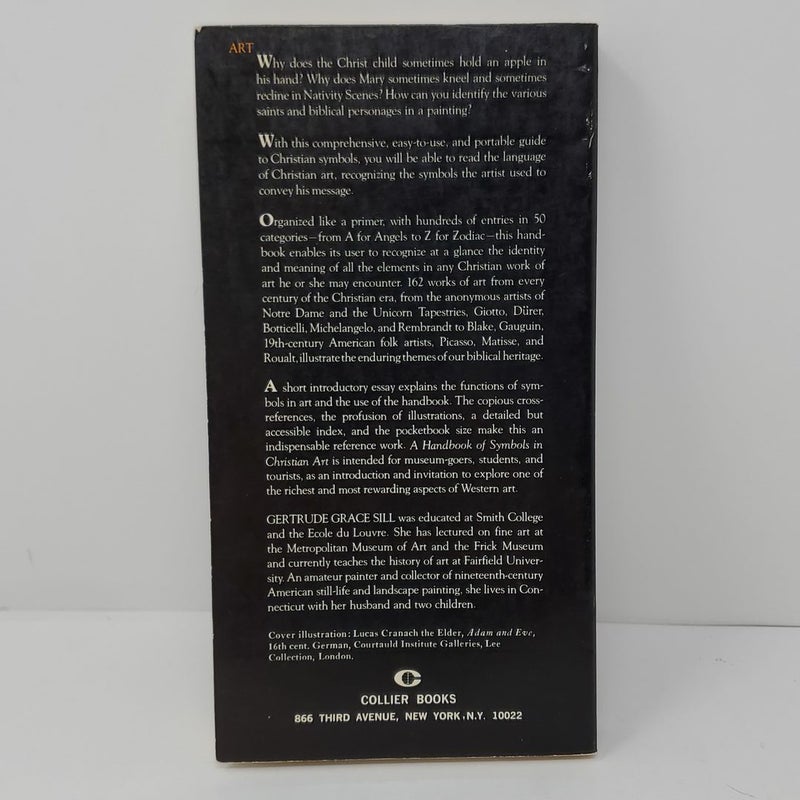 ART
Why does the Christ child sometimes hold an apple in
his hand? Why does Mary sometimes kneel and sometimes
recline in Nativity Scenes? How can you identify the various
saints and biblical personages in a painting?
With this comprehensive, easy-to-use, and portable guide
to Christian symbols, you will be able to read the language
of Christian art, recognizing the symbols the artist used to
convey his message.
Organized like a primer, with hundreds of entries in 50
categories—from A for Angels to Z for Zodiac—this hand-
book enables its user to recognize at a glance the identity
and meaning of all the elements in any Christian work of
art he or she may encounter. 162 works of art from every
century of the Christian era, from the anonymous artists of
Notre Dame and the Unicorn Tapestries, Giotto, Dürer,
Botticelli, Michelangelo, and Rembrandt to Blake, Gauguin,
19th-century American folk artists, Picasso, Matisse, and
Roualt, illustrate the enduring themes of our biblical heritage.
A short introductory essay explains the functions of sym-
bols in art and the use of the handbook. The copious cross-
references, the profusion of illustrations, a detailed but
accessible index, and the pocketbook size make this an
indispensable reference work. A Handbook of Symbols in
Christian Art is intended for museum-goers, students, and
tourists, as an introduction and invitation to explore one of
the richest and most rewarding aspects of Western art.
GERTRUDE GRACE SILL was educated at Smith College
and the Ecole du Louvre. She has lectured on fine art at
the Metropolitan Museum of Art and the Frick Museum
and currently teaches the history of art at Fairfield Univer-
sity. An amateur painter and collector of nineteenth-century
American still-life and landscape painting, she lives in Con-
necticut with her husband and two children.
Cover illustration: Lucas Cranach the Elder, Adam and Eve,
16th cent. German, Courtauld Institute Galleries, Lee
Collection, London.
COLLIER BOOKS
866 THIRD AVENUE, NEW YORK, N.Y. 10022